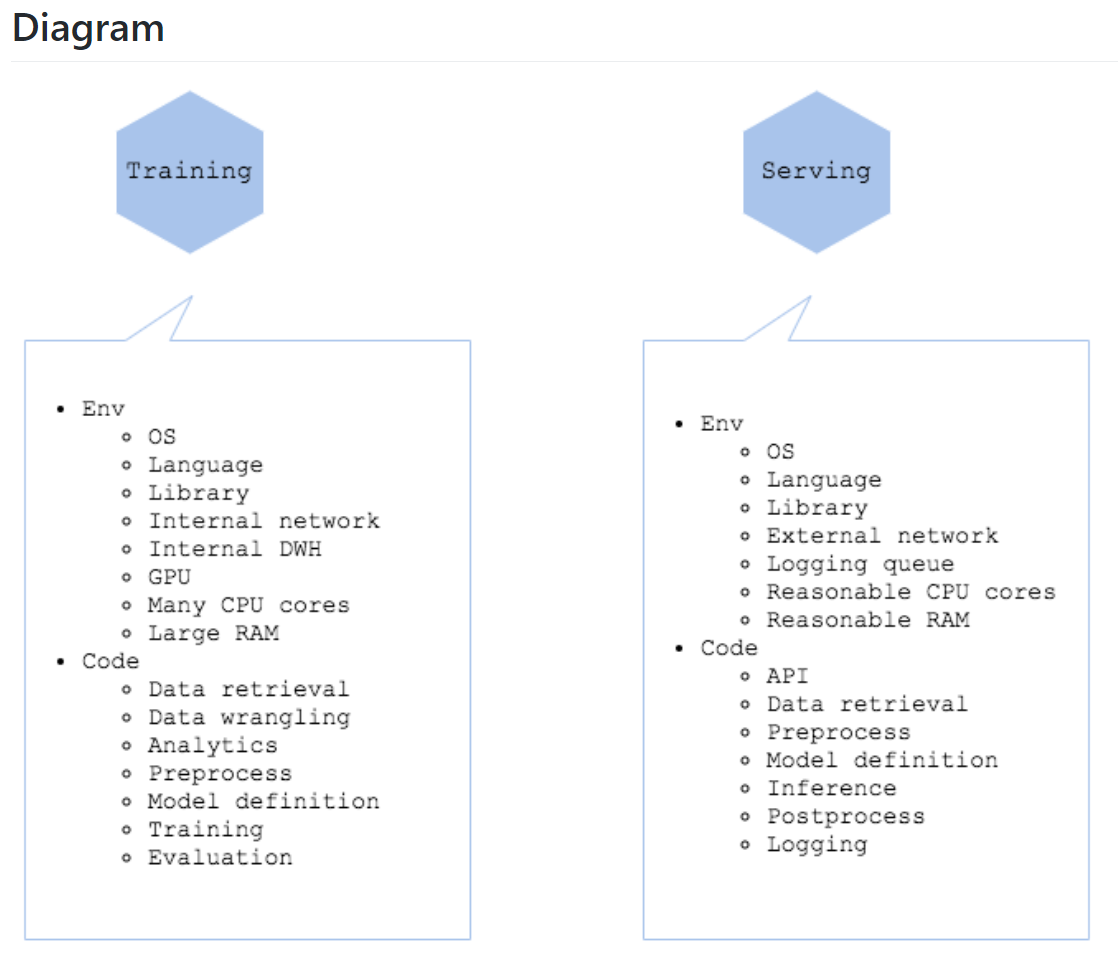 Diagram
Training
Serving
• Env
∘ OS
∘ Language
∘ Library
∘ Internal network
∘ Internal DWH
∘ GPU
∘ Many CPU cores
∘ Large RAM
• Code
∘ Data retrieval
∘ Data wrangling
∘ Analytics
∘ Preprocess
∘ Model definition
∘ Training
∘ Evaluation
• Env
∘ OS
∘ Language
∘ Library
∘ External network
∘ Logging queue
∘ Reasonable CPU cores
∘ Reasonable RAM
• Code
∘ API
∘ Data retrieval
∘ Preprocess
∘ Model definition
∘ Inference
∘ Postprocess
∘ Logging